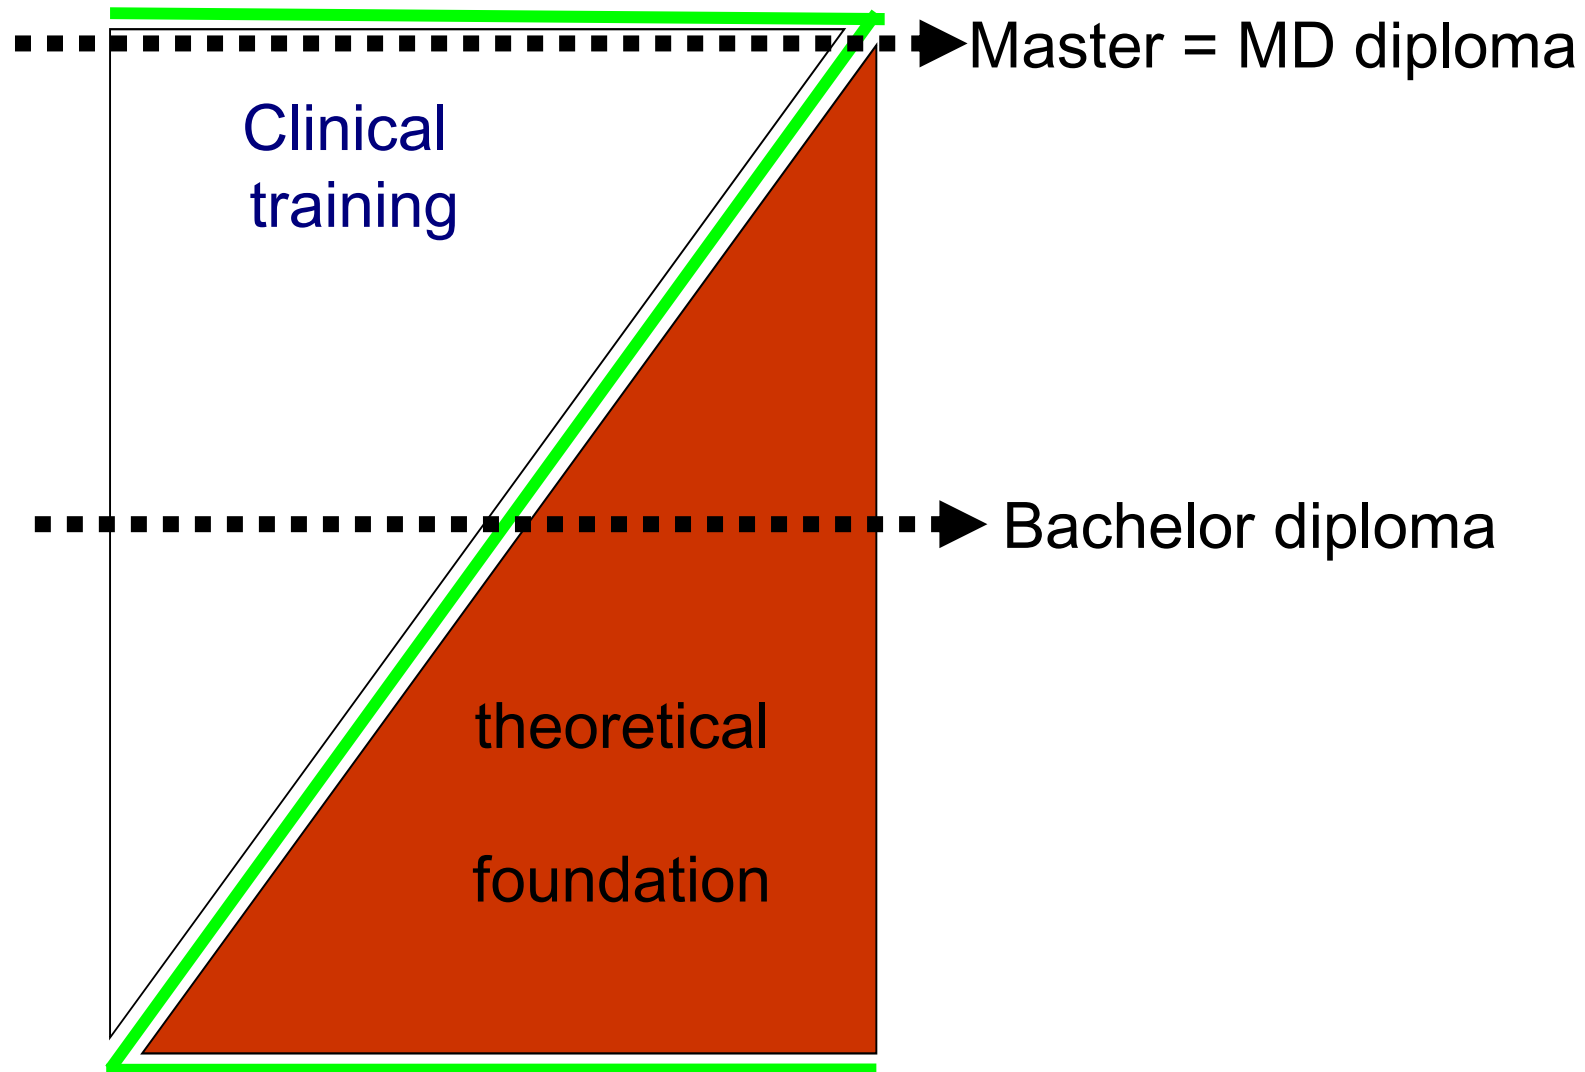 Master = MD diploma
Clinical
training
Bachelor diploma
theoretical
foundation